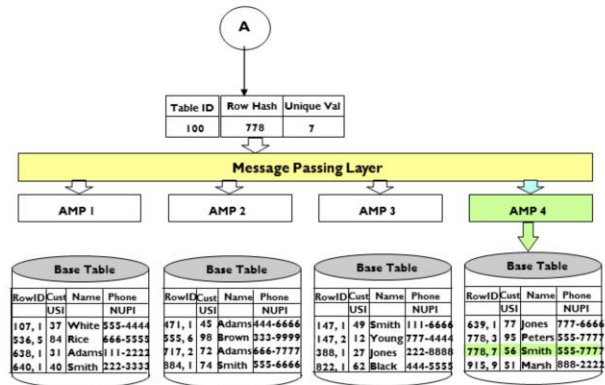 A
Table ID Row Hash Unique Val
100 778 7
Message Passing Layer
AMP 1 AMP 2 AMP 3 AMP 4
Base Table
RowID Cust Name Phone
USI NUPI
107, 1 37 White 555-4444
536, 5 84 Rice 666-5555
638, 1 31 Adams 111-2222
640, 1 40 Smith 222-3333
Base Table
RowID Cust Name Phone
USI NUPI
471, 1 45 Adams 444-6666
555, 6 98 Brown 333-9999
717, 2 72 Adams 666-7777
884, 1 74 Smith 555-6666
Base Table
RowID Cust Name Phone
USI NUPI
147, 1 49 Smith 111-6666
147, 2 12 Young 777-4444
388, 1 27 Jones 222-8888
822, 1 62 Black 444-5555
Base Table
RowID Cust Name Phone
USI NUPI
639, 1 77 Jones 777-6666
778, 3 95 Peters 555-7777
778, 7 56 Smith 555-7777
915, 9 51 Marsh 888-2222